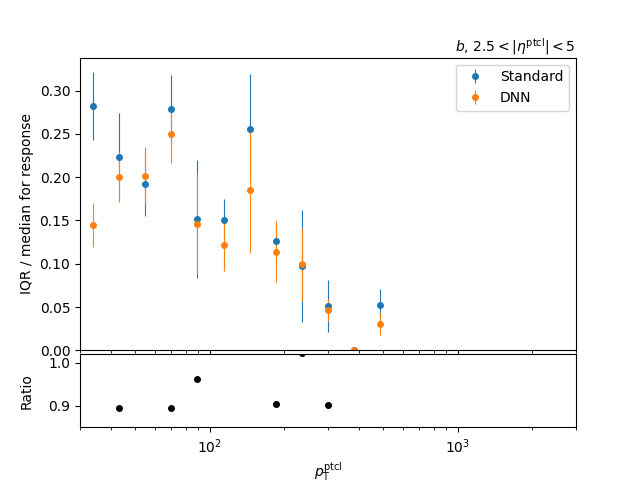 b, 2.5 < |η^ptcl| < 5
Standard
DNN
IQR / median for response
0.30
0.25
0.20
0.15
0.10
0.05
0.00
Ratio
1.0
0.9
10^2
10^3
p_T^ptcl